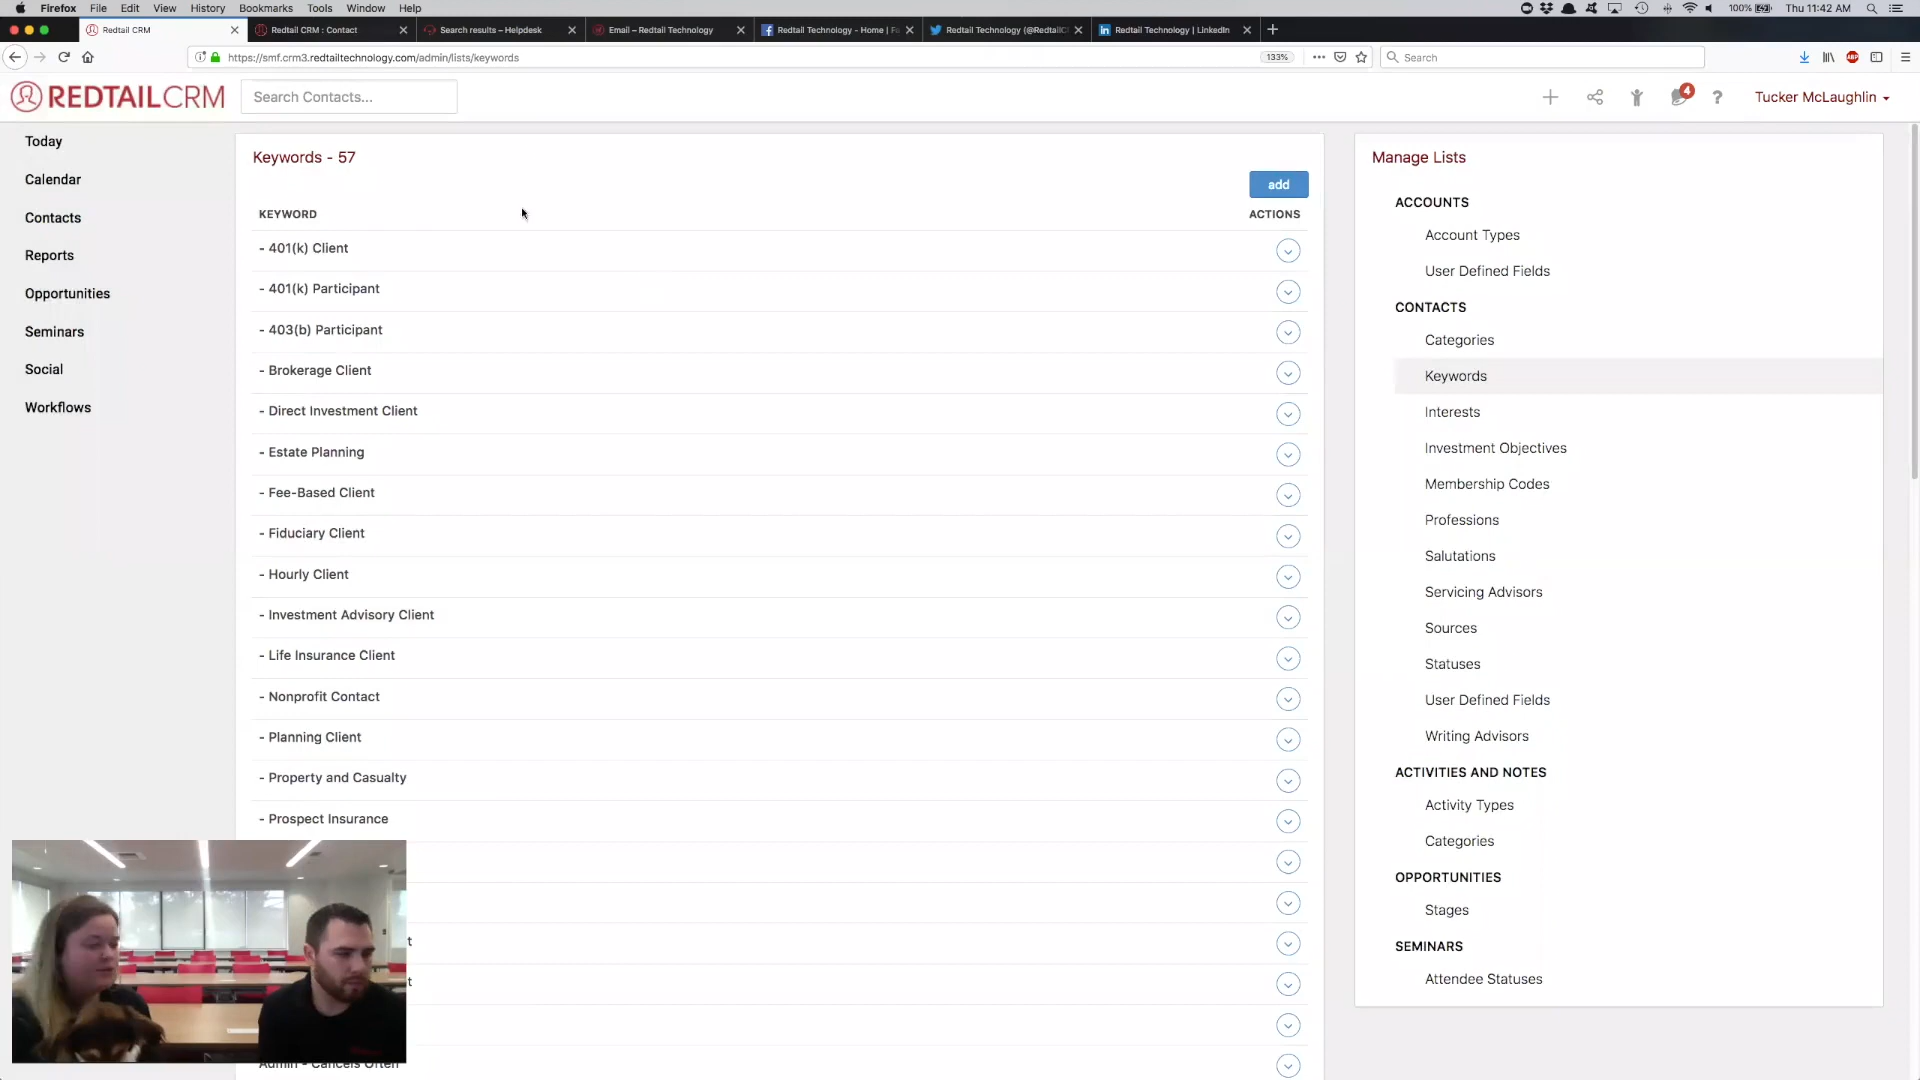 Firefox File Edit View History Bookmarks Tools Window Help 100% Thu 11:42 AM
Redtail CRM
Redtail CRM : Contact
Search results – Helpdesk
Email – Redtail Technology
Redtail Technology - Home |
Redtail Technology (@RedtailC
Redtail Technology | LinkedIn
https://smf.crm3.redtailtechnology.com/admin/lists/keywords
133%
Search
REDTAILCRM
Search Contacts...
4
?
Tucker McLaughlin
Today
Calendar
Contacts
Reports
Opportunities
Seminars
Social
Workflows
Keywords - 57
add
KEYWORD
ACTIONS
- 401(k) Client
- 401(k) Participant
- 403(b) Participant
- Brokerage Client
- Direct Investment Client
- Estate Planning
- Fee-Based Client
- Fiduciary Client
- Hourly Client
- Investment Advisory Client
- Life Insurance Client
- Nonprofit Contact
- Planning Client
- Property and Casualty
- Prospect Insurance
t
t
Admin - Cancels Often
Manage Lists
ACCOUNTS
Account Types
User Defined Fields
CONTACTS
Categories
Keywords
Interests
Investment Objectives
Membership Codes
Professions
Salutations
Servicing Advisors
Sources
Statuses
User Defined Fields
Writing Advisors
ACTIVITIES AND NOTES
Activity Types
Categories
OPPORTUNITIES
Stages
SEMINARS
Attendee Statuses